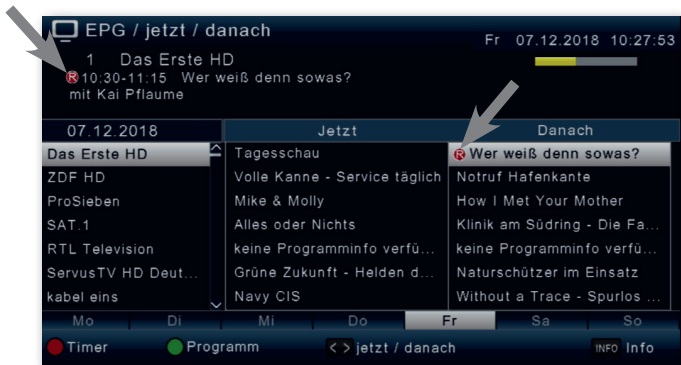 EPG / jetzt / danach
Fr 07.12.2018 10:27:53
1 Das Erste HD
R 10:30-11:15 Wer weiß denn sowas?
mit Kai Pflaume
07.12.2018 Jetzt Danach
Das Erste HD Tagesschau R Wer weiß denn sowas?
ZDF HD Volle Kanne - Service täglich Notruf Hafenkante
ProSieben Mike & Molly How I Met Your Mother
SAT.1 Alles oder Nichts Klinik am Südring - Die Fa...
RTL Television keine Programminfo verfü... keine Programminfo verfü...
ServusTV HD Deut... Grüne Zukunft - Helden d... Naturschützer im Einsatz
kabel eins Navy CIS Without a Trace - Spurlos ...
Mo Di Mi Do Fr Sa So
Timer Programm < > jetzt / danach INFO Info